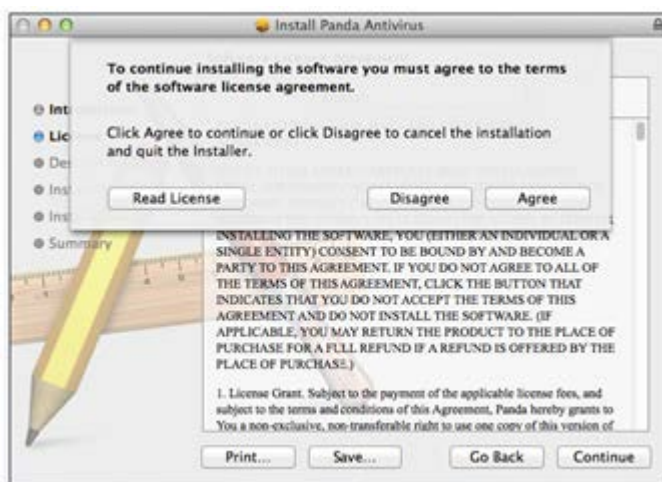 Install Panda Antivirus
To continue installing the software you must agree to the terms
of the software license agreement.
Click Agree to continue or click Disagree to cancel the installation
and quit the Installer.
Read License
Disagree
Agree
Int
Lic
Des
Inst
Inst
Summary
INSTALLING THE SOFTWARE, YOU (EITHER AN INDIVIDUAL OR A
SINGLE ENTITY) CONSENT TO BE BOUND BY AND BECOME A
PARTY TO THIS AGREEMENT. IF YOU DO NOT AGREE TO ALL OF
THE TERMS OF THIS AGREEMENT, CLICK THE BUTTON THAT
INDICATES THAT YOU DO NOT ACCEPT THE TERMS OF THIS
AGREEMENT AND DO NOT INSTALL THE SOFTWARE. (IF
APPLICABLE, YOU MAY RETURN THE PRODUCT TO THE PLACE OF
PURCHASE FOR A FULL REFUND IF A REFUND IS OFFERED BY THE
PLACE OF PURCHASE.)
1. License Grant. Subject to the payment of the applicable license fees, and
subject to the terms and conditions of this Agreement, Panda hereby grants to
You a non-exclusive, non-transferable right to use one copy of this version of
Print...
Save...
Go Back
Continue